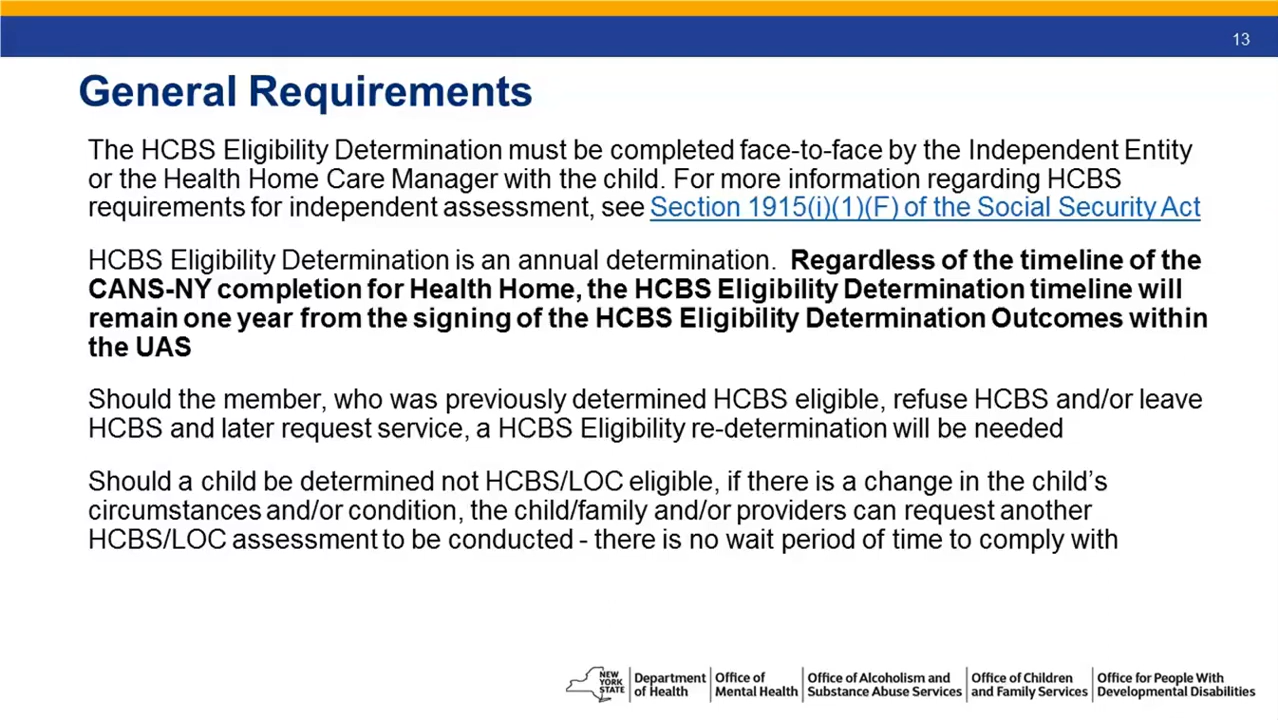 13
General Requirements
The HCBS Eligibility Determination must be completed face-to-face by the Independent Entity
or the Health Home Care Manager with the child. For more information regarding HCBS
requirements for independent assessment, see Section 1915(i)(1)(F) of the Social Security Act
HCBS Eligibility Determination is an annual determination. Regardless of the timeline of the
CANS-NY completion for Health Home, the HCBS Eligibility Determination timeline will
remain one year from the signing of the HCBS Eligibility Determination Outcomes within
the UAS
Should the member, who was previously determined HCBS eligible, refuse HCBS and/or leave
HCBS and later request service, a HCBS Eligibility re-determination will be needed
Should a child be determined not HCBS/LOC eligible, if there is a change in the child's
circumstances and/or condition, the child/family and/or providers can request another
HCBS/LOC assessment to be conducted - there is no wait period of time to comply with
NEW
YORK
STATE
Department
of Health
Office of
Mental Health
Office of Alcoholism and
Substance Abuse Services
Office of Children
and Family Services
Office for People With
Developmental Disabilities